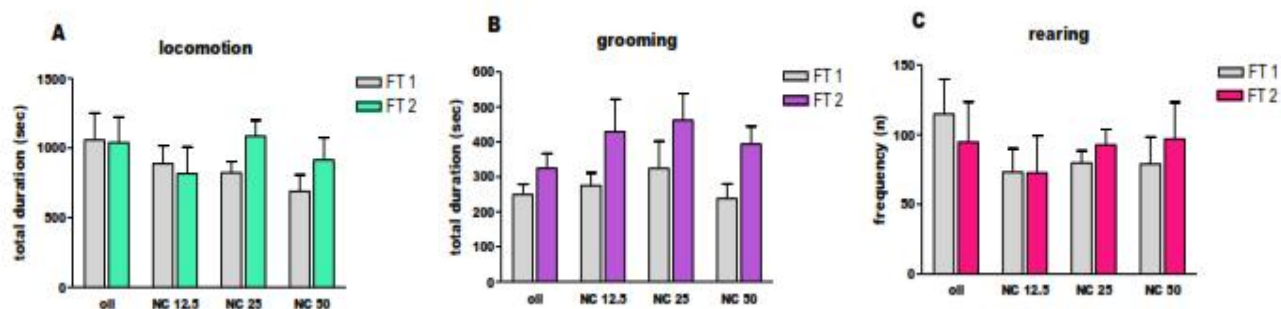 A
locomotion
total duration (sec)
1500
1000
500
0
oil
NC 12.5
NC 25
NC 50
FT 1
FT 2
B
grooming
total duration (sec)
600
500
400
300
200
100
0
oil
NC 12.5
NC 25
NC 50
FT 1
FT 2
C
rearing
frequency (n)
150
100
50
0
oil
NC 12.5
NC 25
NC 50
FT 1
FT 2